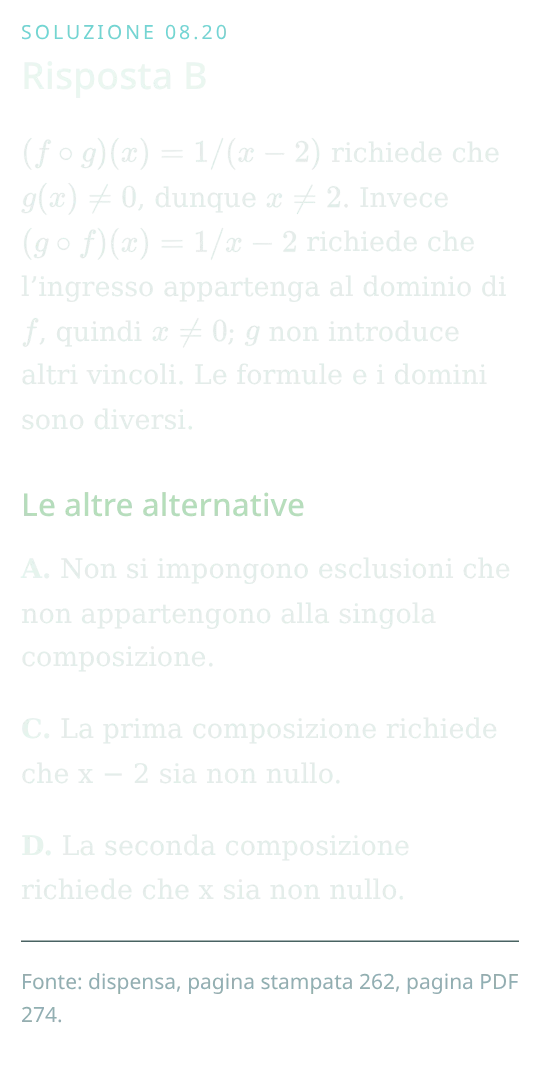 SOLUZIONE 08.20
Risposta B
(f ∘ g)(x) = 1/(x − 2) richiede che
g(x) ≠ 0, dunque x ≠ 2. Invece
(g ∘ f)(x) = 1/x − 2 richiede che
l’ingresso appartenga al dominio di
f, quindi x ≠ 0; g non introduce
altri vincoli. Le formule e i domini
sono diversi.
Le altre alternative
A. Non si impongono esclusioni che
non appartengono alla singola
composizione.
C. La prima composizione richiede
che x − 2 sia non nullo.
D. La seconda composizione
richiede che x sia non nullo.
Fonte: dispensa, pagina stampata 262, pagina PDF
274.